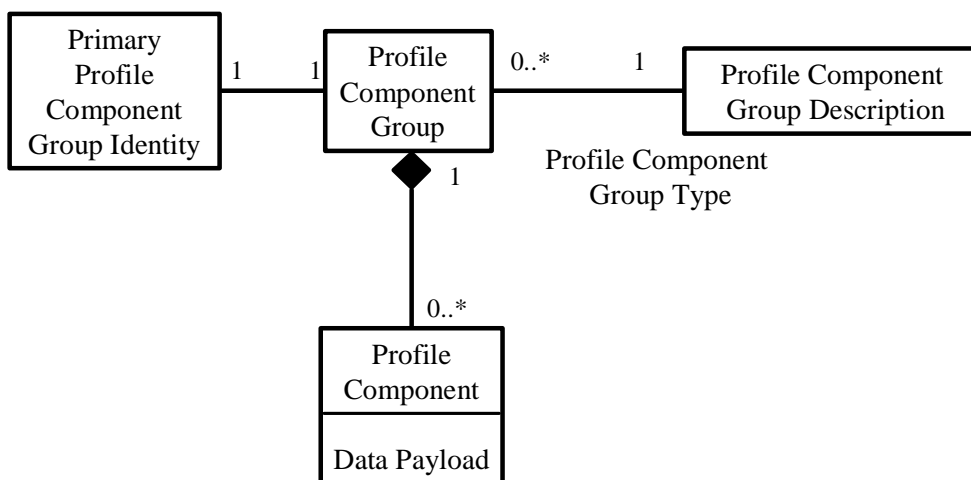 Primary
Profile
Component
Group Identity
1
1
Profile
Component
Group
0..*
1
Profile Component
Group Description
Profile Component
Group Type
1
0..*
Profile
Component
Data Payload